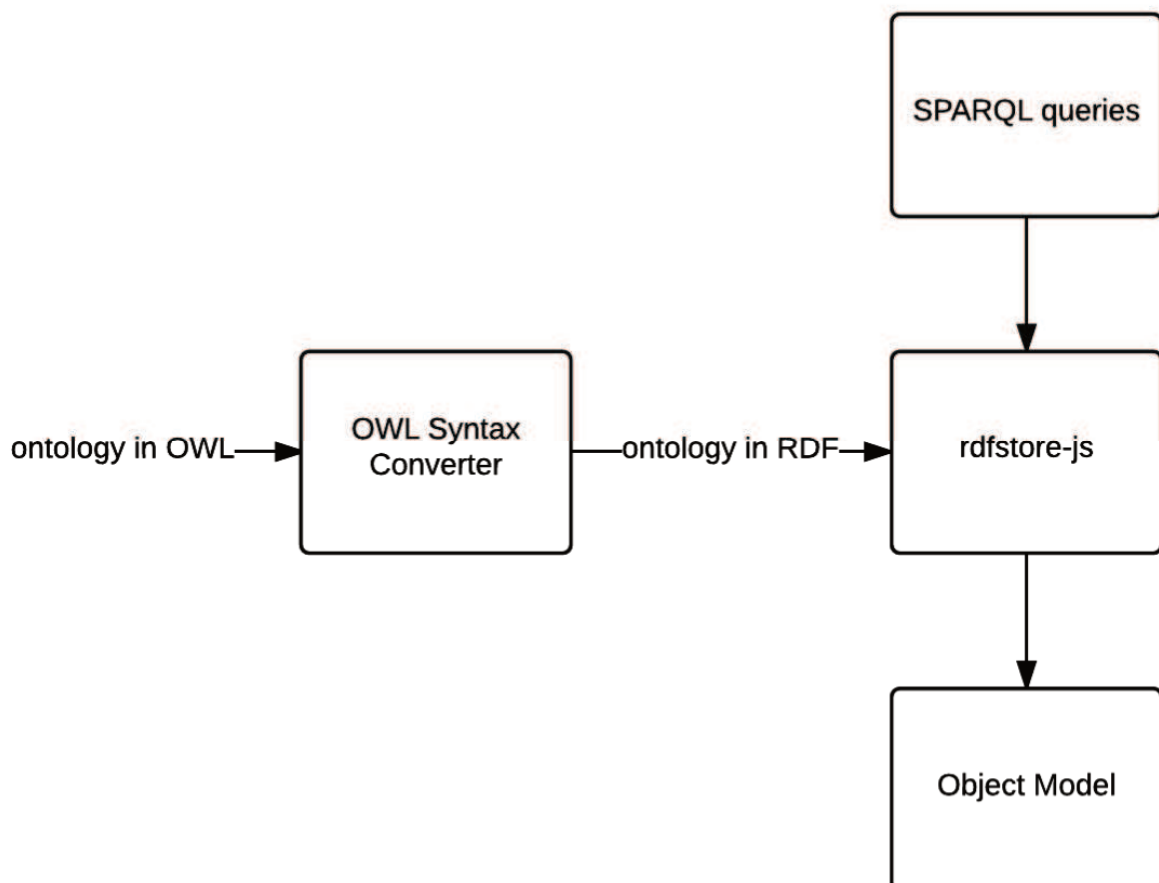 SPARQL queries
ontology in OWL
OWL Syntax
Converter
ontology in RDF
rdfstore-js
Object Model